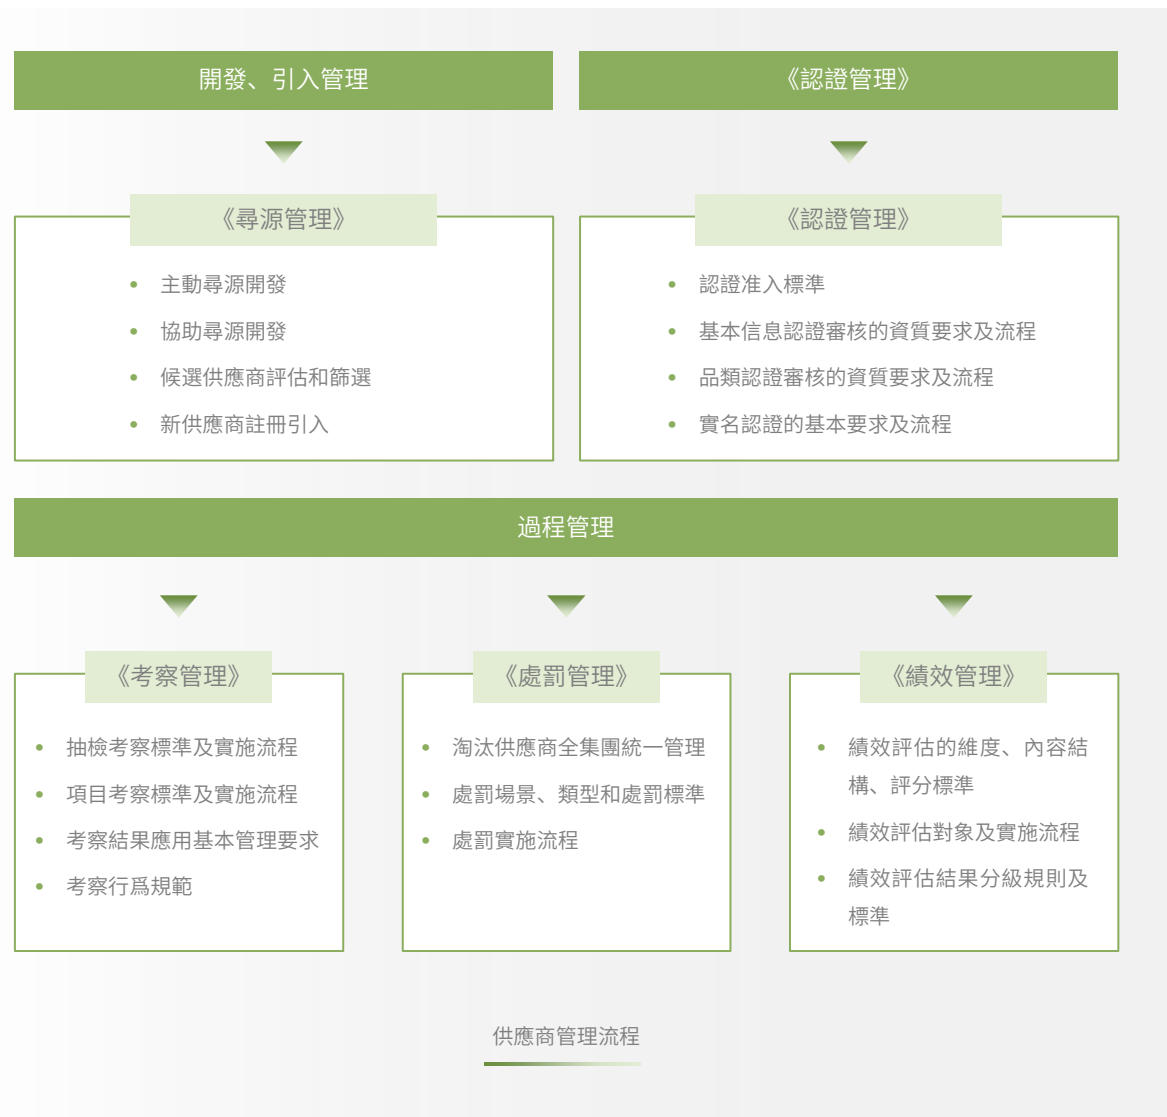 開發、引入管理
《認證管理》
《尋源管理》
• 主動尋源開發
• 協助尋源開發
• 候選供應商評估和篩選
• 新供應商註冊引入
《認證管理》
• 認證准入標準
• 基本信息認證審核的資質要求及流程
• 品類認證審核的資質要求及流程
• 實名認證的基本要求及流程
過程管理
《考察管理》
• 抽檢考察標準及實施流程
• 項目考察標準及實施流程
• 考察結果應用基本管理要求
• 考察行爲規範
《處罰管理》
• 淘汰供應商全集團統一管理
• 處罰場景、類型和處罰標準
• 處罰實施流程
《績效管理》
• 績效評估的維度、內容結
構、評分標準
• 績效評估對象及實施流程
• 績效評估結果分級規則及
標準
供應商管理流程